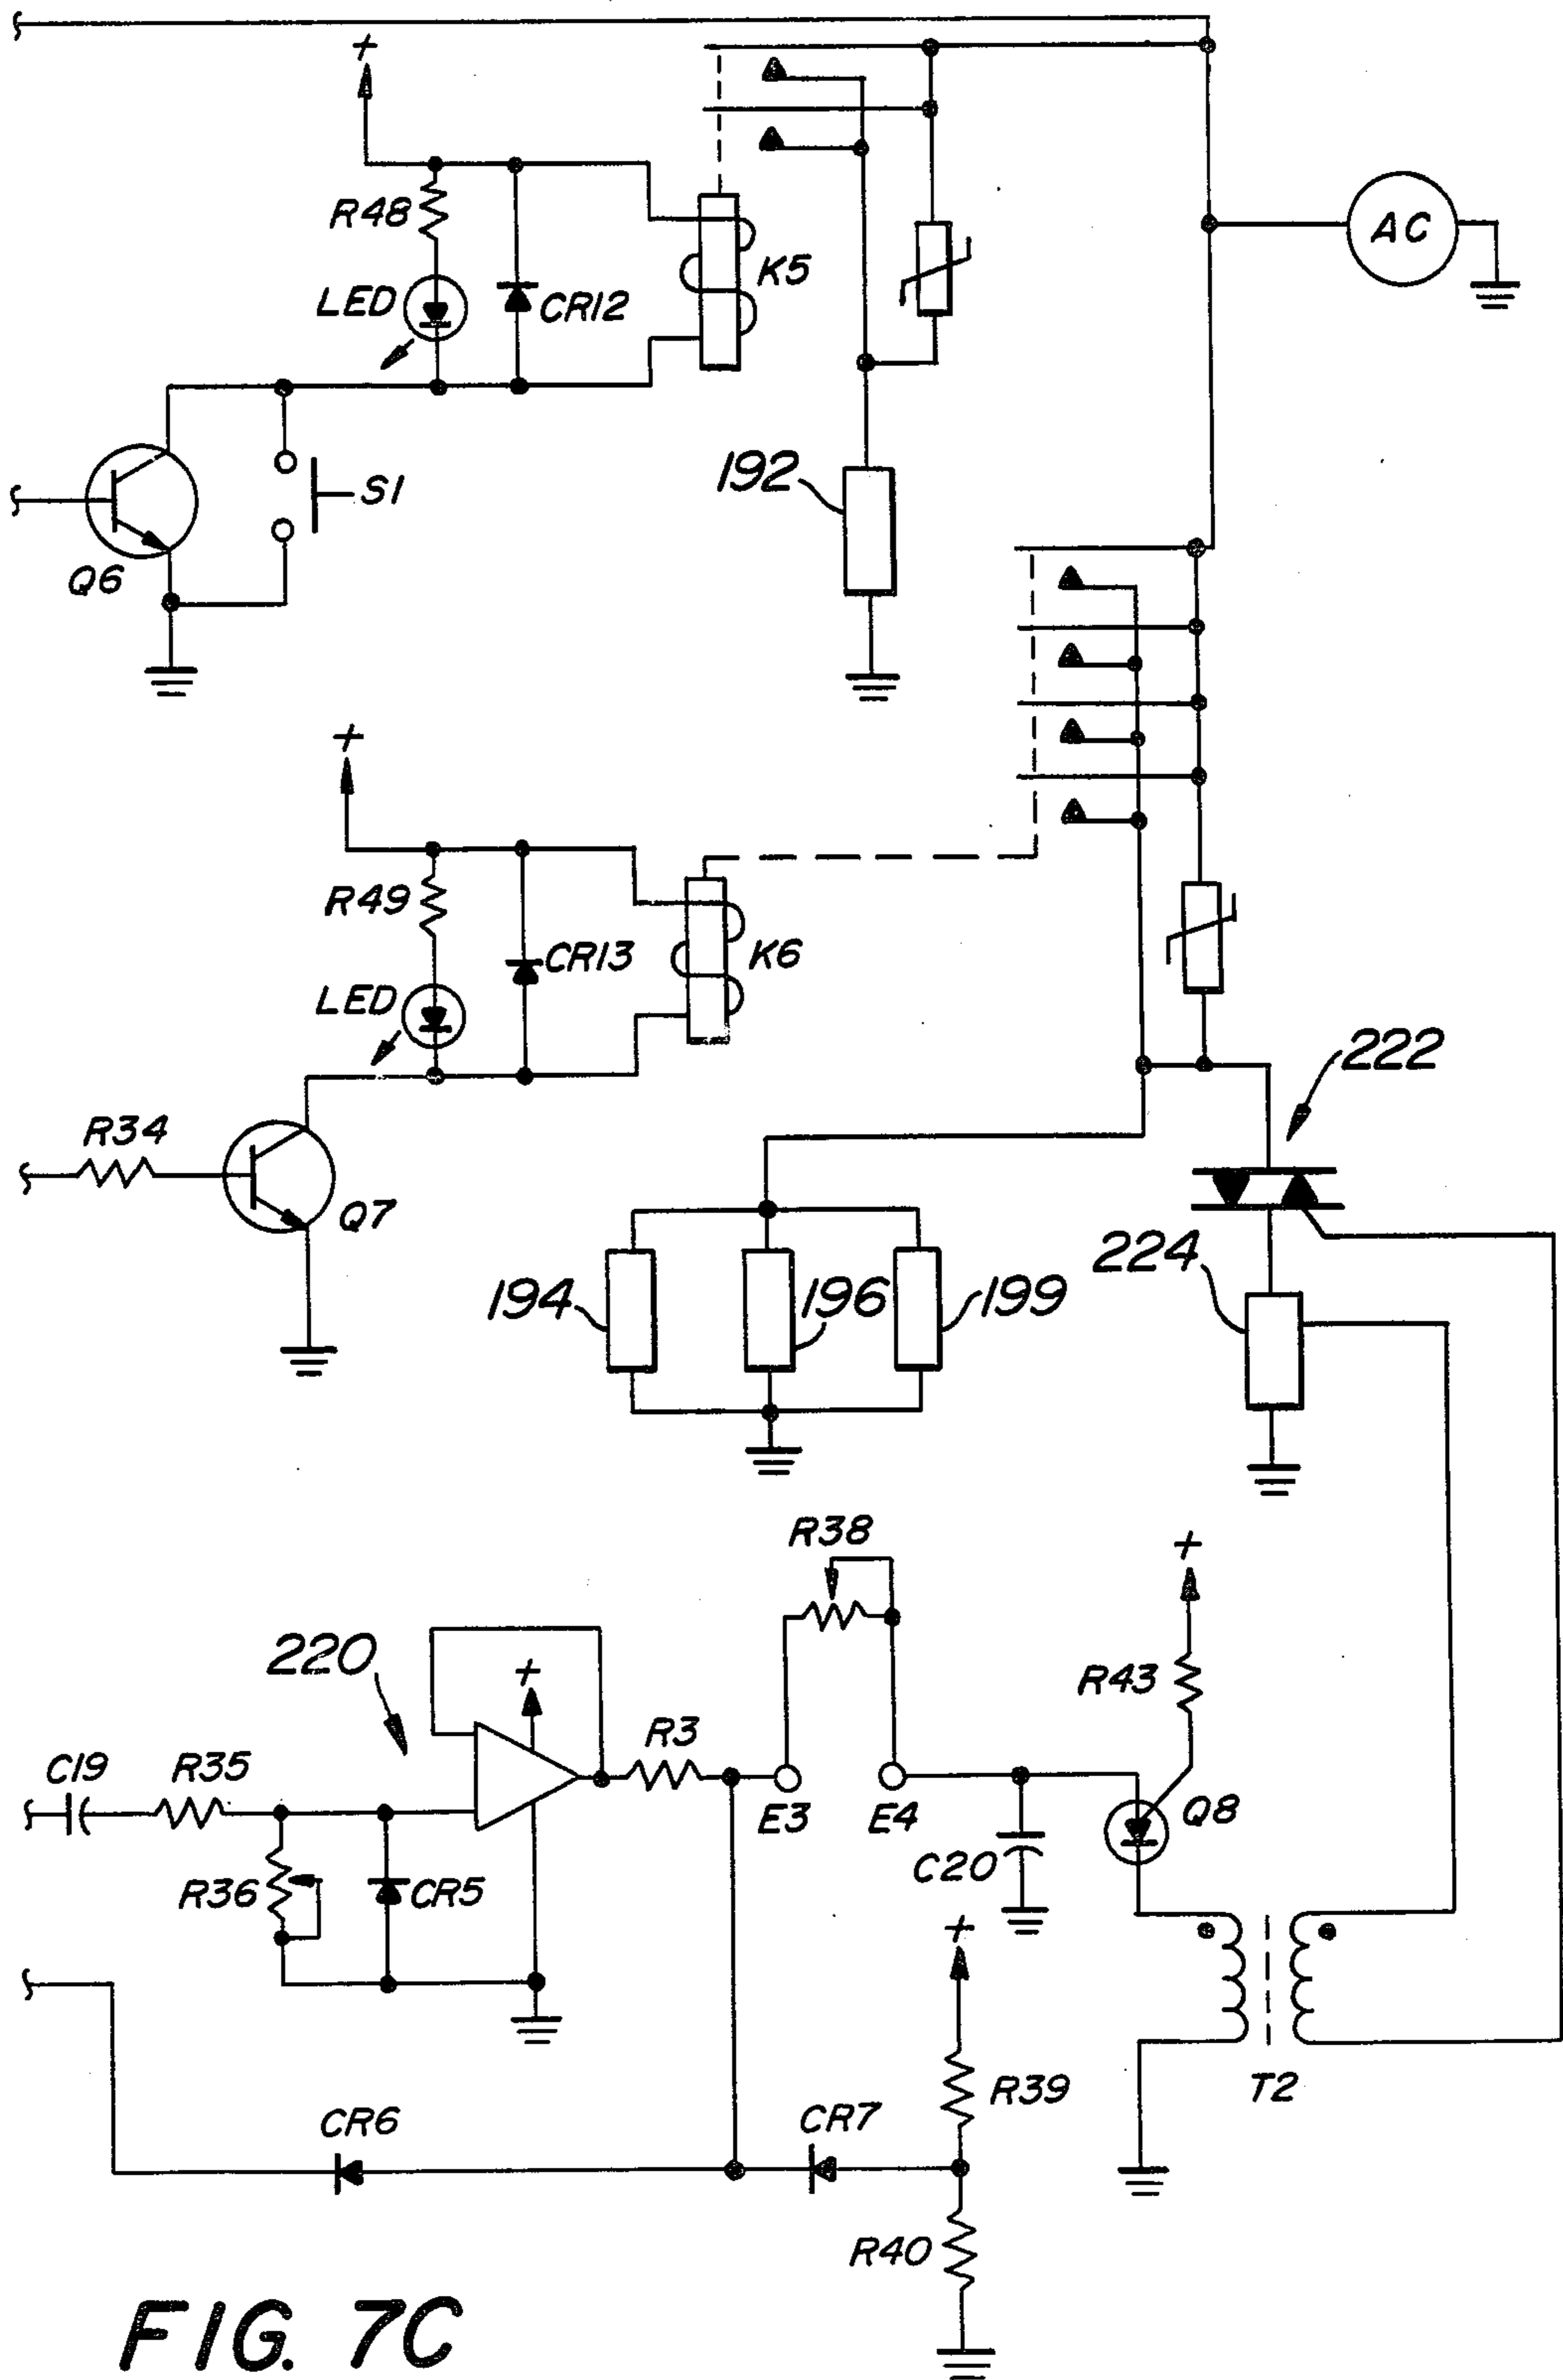 +
R48
LED
CR12
K5
AC
192
S1
Q6
+
R49
LED
CR13
K6
222
R34
Q7
224
194
196
199
R38
+
220
+
R43
C19
R35
R3
E3
E4
Q8
C20
R36
CR5
+
R39
T2
CR6
CR7
R40
FIG. 7C